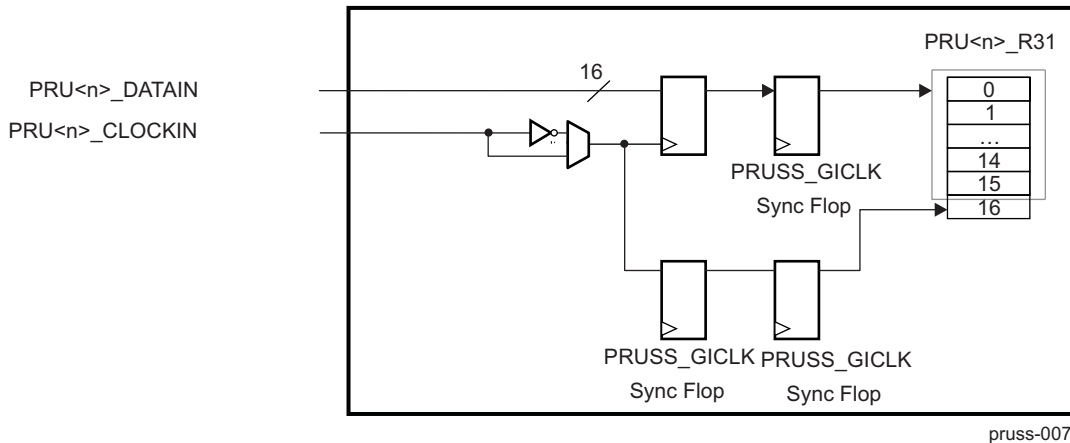 PRU<n>_R31
16
PRU<n>_DATAIN
0
1
PRU<n>_CLOCKIN
...
14
PRUSS_GICLK
Sync Flop
15
16
PRUSS_GICLK
Sync Flop
PRUSS_GICLK
Sync Flop
pruss-007